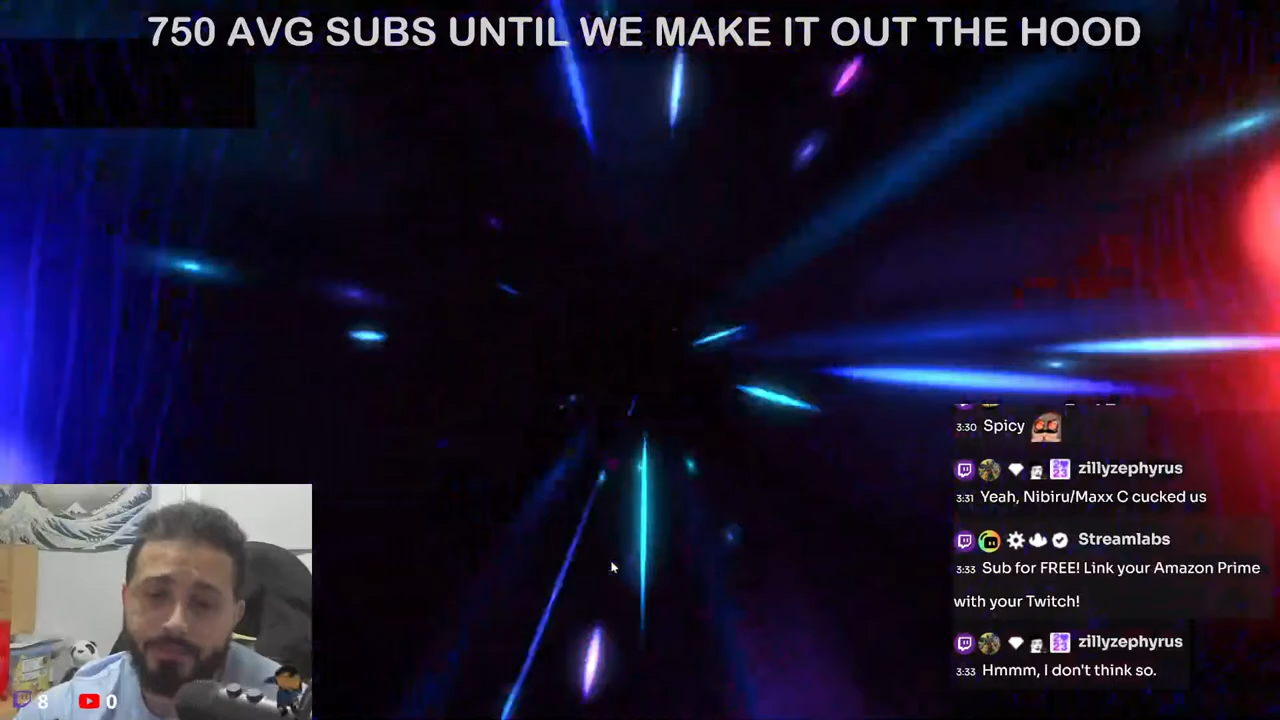 750 AVG SUBS UNTIL WE MAKE IT OUT THE HOOD
3:30 Spicy
zillyzephyrus
3:31 Yeah, Nibiru/Maxx C cucked us
Streamlabs
3:33 Sub for FREE! Link your Amazon Prime
with your Twitch!
zillyzephyrus
3:33 Hmmm, I don't think so.
8 0